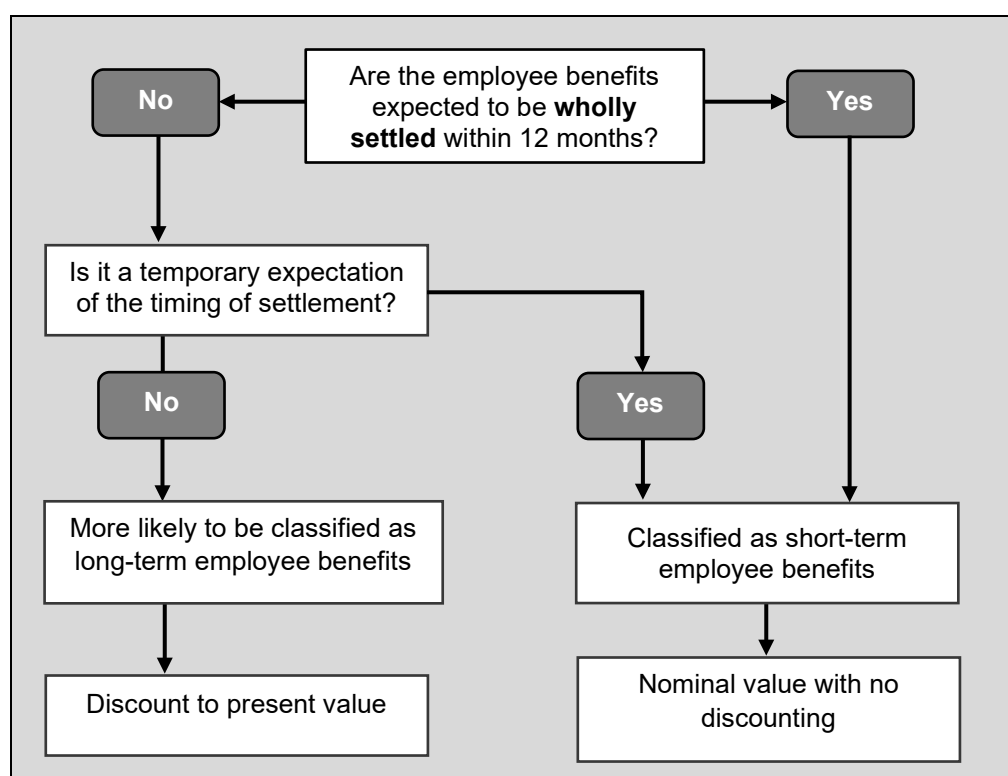 Are the employee benefits
expected to be wholly
settled within 12 months?
No
Yes
Is it a temporary expectation
of the timing of settlement?
No
Yes
More likely to be classified as
long-term employee benefits
Classified as short-term
employee benefits
Discount to present value
Nominal value with no
discounting